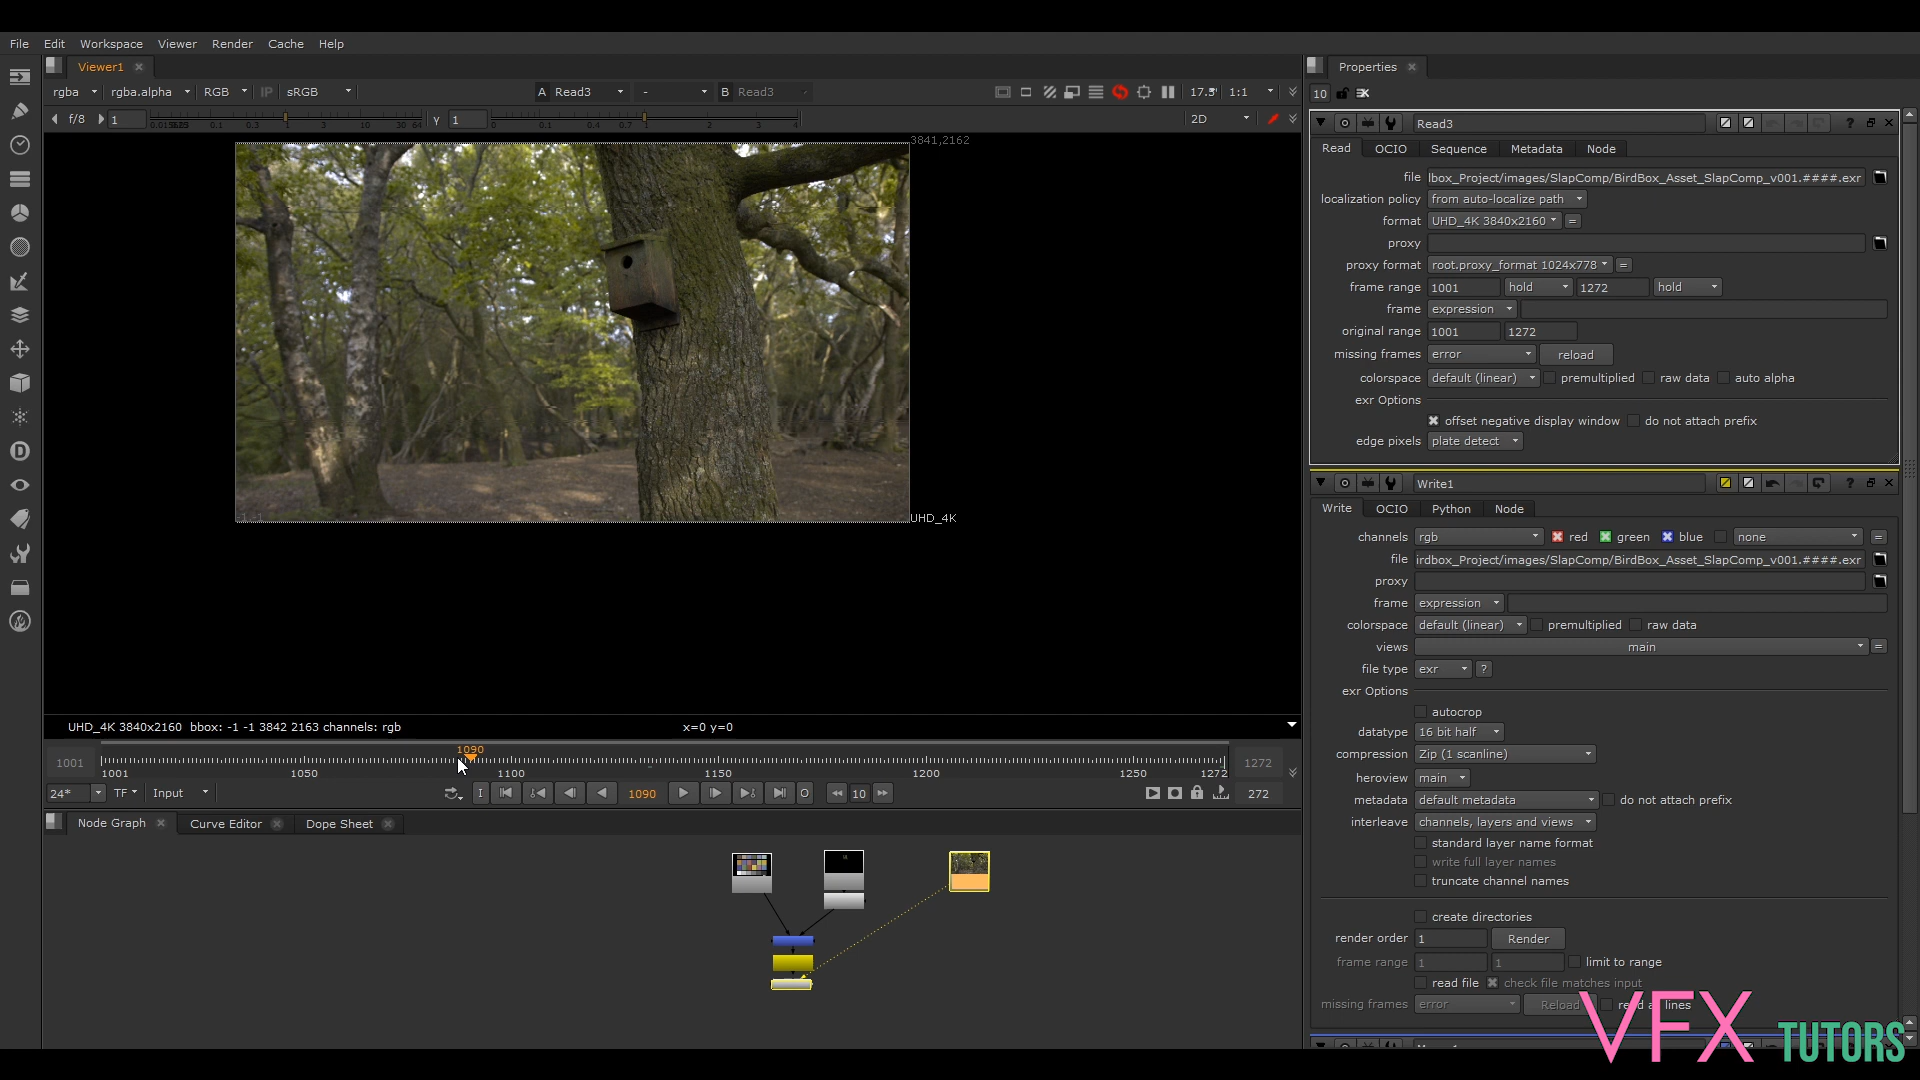 File Edit Workspace Viewer Render Cache Help
Viewer1
rgba rgba.alpha RGB IP sRGB A Read3 - B Read3 1:1
f/8 1 γ 1 2D
3841,2162
UHD_4K
UHD_4K 3840x2160 bbox: -1 -1 3842 2163 channels: rgb x=0 y=0
1090
1001 1272
1001 1050 1100 1150 1200 1250 1272
24* TF Input I 1090 O 10 272
Node Graph Curve Editor Dope Sheet
Properties
10
Read3
Read OCIO Sequence Metadata Node
file lbox_Project/images/SlapComp/BirdBox_Asset_SlapComp_v001.####.exr
localization policy from auto-localize path
format UHD_4K 3840x2160 =
proxy
proxy format root.proxy_format 1024x778 =
frame range 1001 hold 1272 hold
frame expression
original range 1001 1272
missing frames error reload
colorspace default (linear) premultiplied raw data auto alpha
exr Options
offset negative display window do not attach prefix
edge pixels plate detect
Write1
Write OCIO Python Node
channels rgb red green blue none =
file irdbox_Project/images/SlapComp/BirdBox_Asset_SlapComp_v001.####.exr
proxy
frame expression
colorspace default (linear) premultiplied raw data
views main =
file type exr ?
exr Options
autocrop
datatype 16 bit half
compression Zip (1 scanline)
heroview main
metadata default metadata do not attach prefix
interleave channels, layers and views
standard layer name format
write full layer names
truncate channel names
create directories
render order 1 Render
frame range 1 1 limit to range
read file check file matches input
missing frames error Reload lines
VFX TUTORS